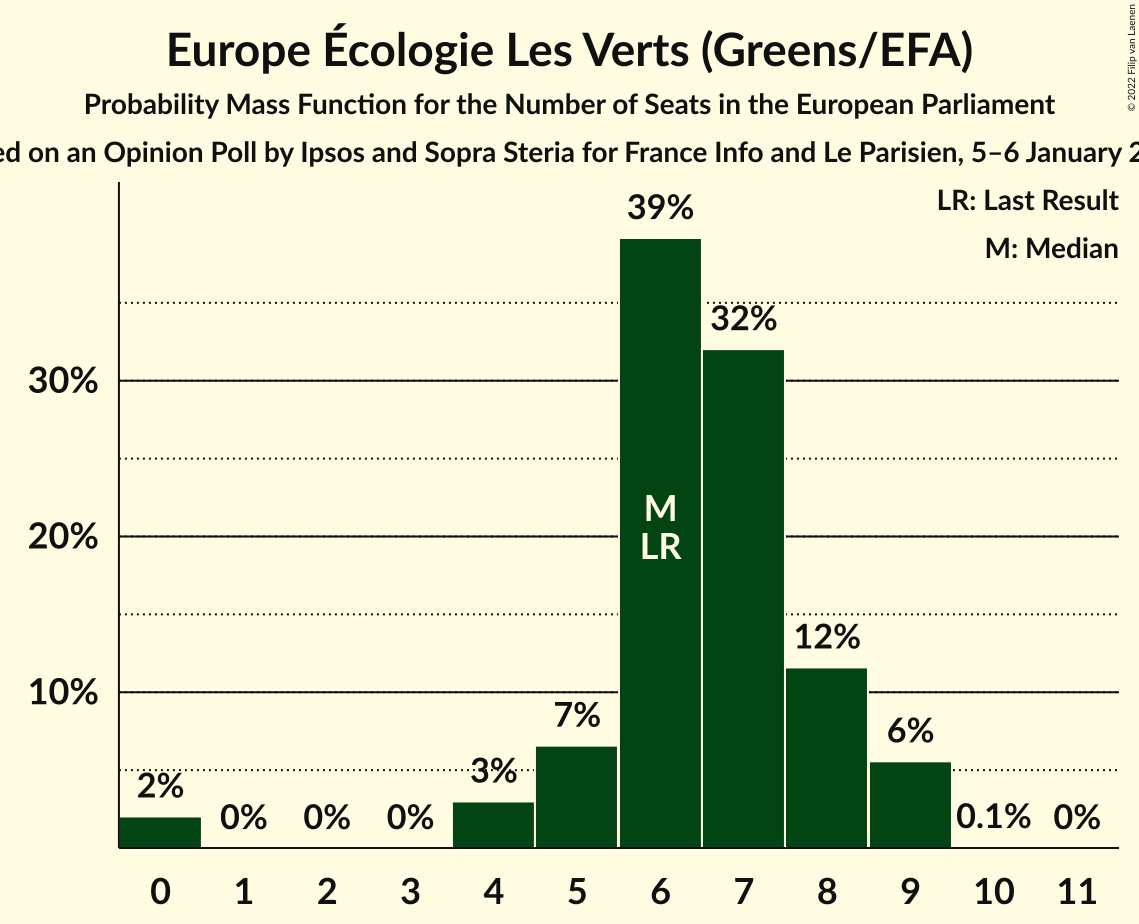 Europe Écologie Les Verts (Greens/EFA)
Probability Mass Function for the Number of Seats in the European Parliament
on an Opinion Poll by Ipsos and Sopra Steria for France Info and Le Parisien, 5–6 January
© 2022 Filip van Laenen
LR: Last Result
M: Median
39%
32%
30%
M
LR
20%
12%
10%
7%
6%
3%
2%
0%
0%
0%
0.1%
0%
0 1 2 3 4 5 6 7 8 9 10 11